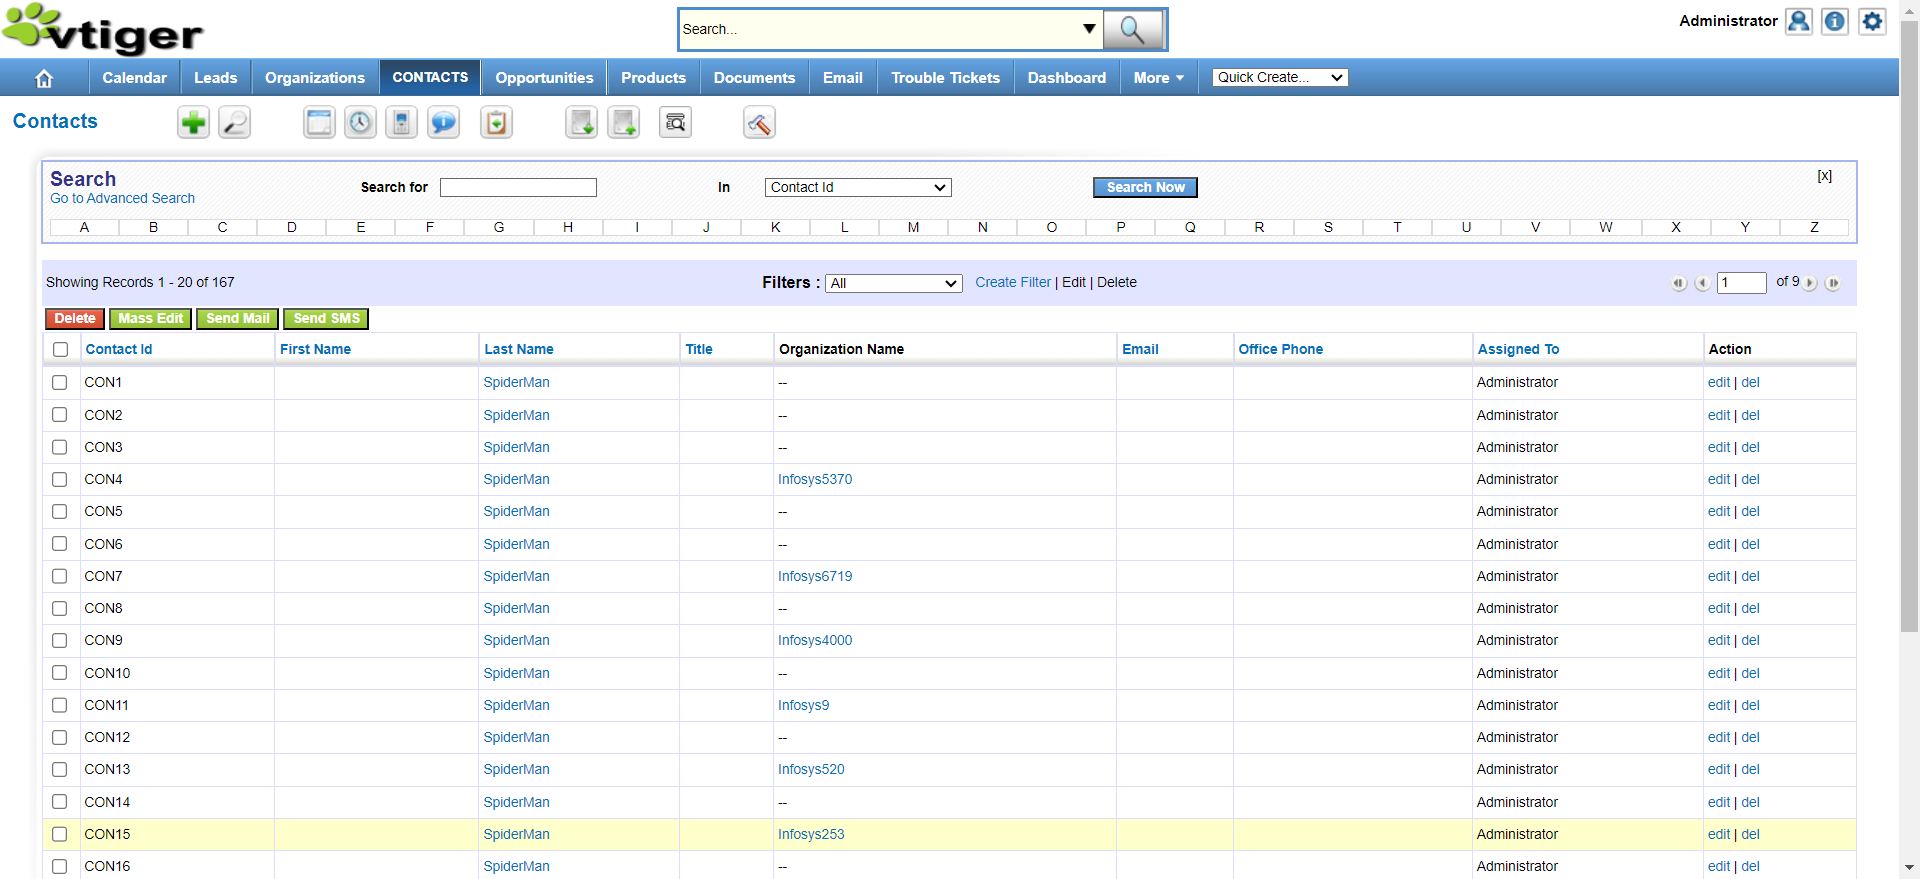 vtiger
Search...
Administrator
Calendar Leads Organizations CONTACTS Opportunities Products Documents Email Trouble Tickets Dashboard More Quick Create...
Contacts
Search
Go to Advanced Search
Search for In Contact Id Search Now [x]
A B C D E F G H I J K L M N O P Q R S T U V W X Y Z
Showing Records 1 - 20 of 167 Filters : All Create Filter | Edit | Delete 1 of 9
Delete Mass Edit Send Mail Send SMS
Contact Id First Name Last Name Title Organization Name Email Office Phone Assigned To Action
CON1 SpiderMan -- Administrator edit | del
CON2 SpiderMan -- Administrator edit | del
CON3 SpiderMan -- Administrator edit | del
CON4 SpiderMan Infosys5370 Administrator edit | del
CON5 SpiderMan -- Administrator edit | del
CON6 SpiderMan -- Administrator edit | del
CON7 SpiderMan Infosys6719 Administrator edit | del
CON8 SpiderMan -- Administrator edit | del
CON9 SpiderMan Infosys4000 Administrator edit | del
CON10 SpiderMan -- Administrator edit | del
CON11 SpiderMan Infosys9 Administrator edit | del
CON12 SpiderMan -- Administrator edit | del
CON13 SpiderMan Infosys520 Administrator edit | del
CON14 SpiderMan -- Administrator edit | del
CON15 SpiderMan Infosys253 Administrator edit | del
CON16 SpiderMan -- Administrator edit | del